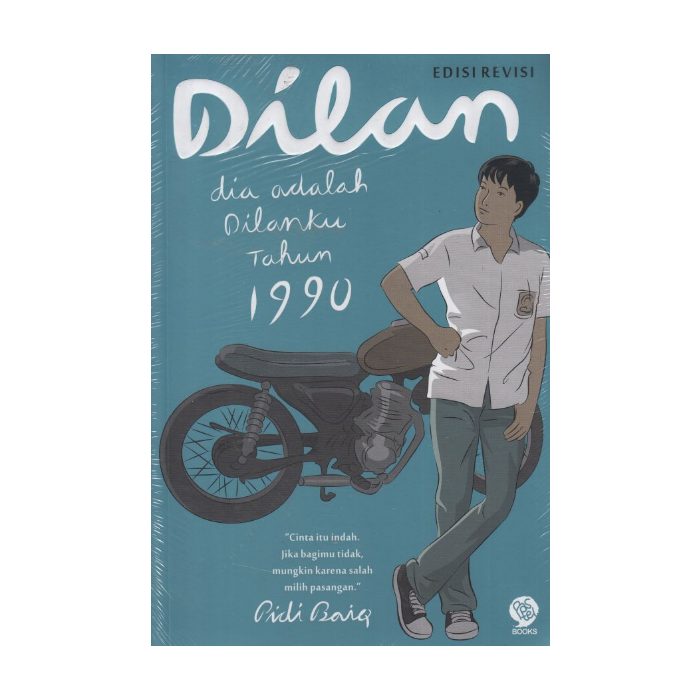 EDISI REVISI
Dilan
dia adalah
Dilanku
Tahun
1990
"Cinta itu indah.
Jika bagimu tidak,
mungkin karena salah
milih pasangan."
Pidi Baiq
BOOKS